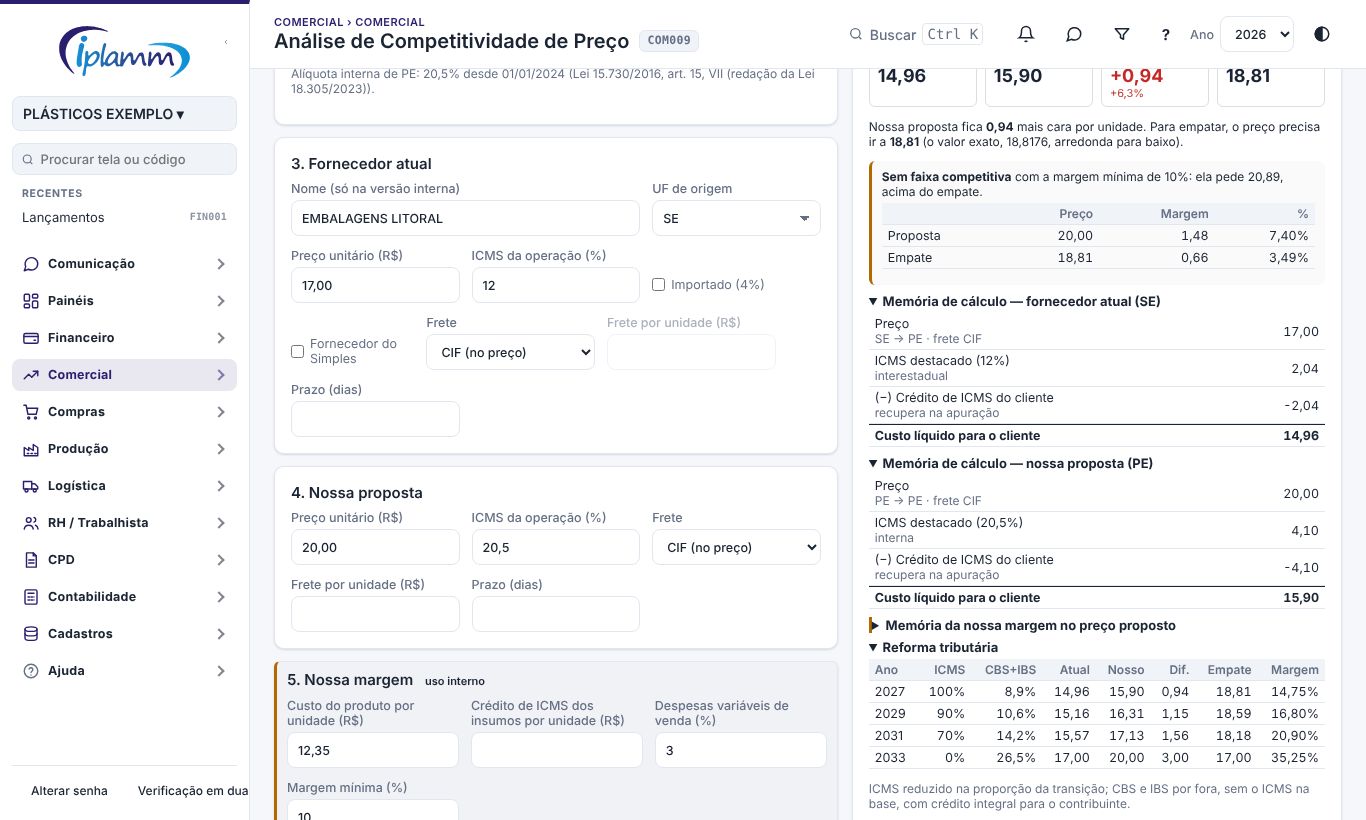 iplamm
‹
PLÁSTICOS EXEMPLO ▾
Procurar tela ou código
RECENTES
Lançamentos FIN001
Comunicação
Painéis
Financeiro
Comercial
Compras
Produção
Logística
RH / Trabalhista
CPD
Contabilidade
Cadastros
Ajuda
Alterar senha Verificação em dua
COMERCIAL › COMERCIAL
Análise de Competitividade de Preço COM009
Buscar Ctrl K
?
Ano 2026
Alíquota interna de PE: 20,5% desde 01/01/2024 (Lei 15.730/2016, art. 15, VII (redação da Lei
18.305/2023)).
3. Fornecedor atual
Nome (só na versão interna) UF de origem
EMBALAGENS LITORAL SE
Preço unitário (R$) ICMS da operação (%)
17,00 12 Importado (4%)
Frete Frete por unidade (R$)
Fornecedor do
Simples
CIF (no preço)
Prazo (dias)
4. Nossa proposta
Preço unitário (R$) ICMS da operação (%) Frete
20,00 20,5 CIF (no preço)
Frete por unidade (R$) Prazo (dias)
5. Nossa margem uso interno
Custo do produto por
unidade (R$)
Crédito de ICMS dos
insumos por unidade (R$)
Despesas variáveis de
venda (%)
12,35 3
Margem mínima (%)
10
14,96 15,90 +0,94 18,81
+6,3%
Nossa proposta fica 0,94 mais cara por unidade. Para empatar, o preço precisa
ir a 18,81 (o valor exato, 18,8176, arredonda para baixo).
Sem faixa competitiva com a margem mínima de 10%: ela pede 20,89,
acima do empate.
Preço Margem %
Proposta 20,00 1,48 7,40%
Empate 18,81 0,66 3,49%
▼ Memória de cálculo — fornecedor atual (SE)
Preço 17,00
SE → PE · frete CIF
ICMS destacado (12%) 2,04
interestadual
(−) Crédito de ICMS do cliente -2,04
recupera na apuração
Custo líquido para o cliente 14,96
▼ Memória de cálculo — nossa proposta (PE)
Preço 20,00
PE → PE · frete CIF
ICMS destacado (20,5%) 4,10
interna
(−) Crédito de ICMS do cliente -4,10
recupera na apuração
Custo líquido para o cliente 15,90
▶ Memória da nossa margem no preço proposto
▼ Reforma tributária
Ano ICMS CBS+IBS Atual Nosso Dif. Empate Margem
2027 100% 8,9% 14,96 15,90 0,94 18,81 14,75%
2029 90% 10,6% 15,16 16,31 1,15 18,59 16,80%
2031 70% 14,2% 15,57 17,13 1,56 18,18 20,90%
2033 0% 26,5% 17,00 20,00 3,00 17,00 35,25%
ICMS reduzido na proporção da transição; CBS e IBS por fora, sem o ICMS na
base, com crédito integral para o contribuinte.